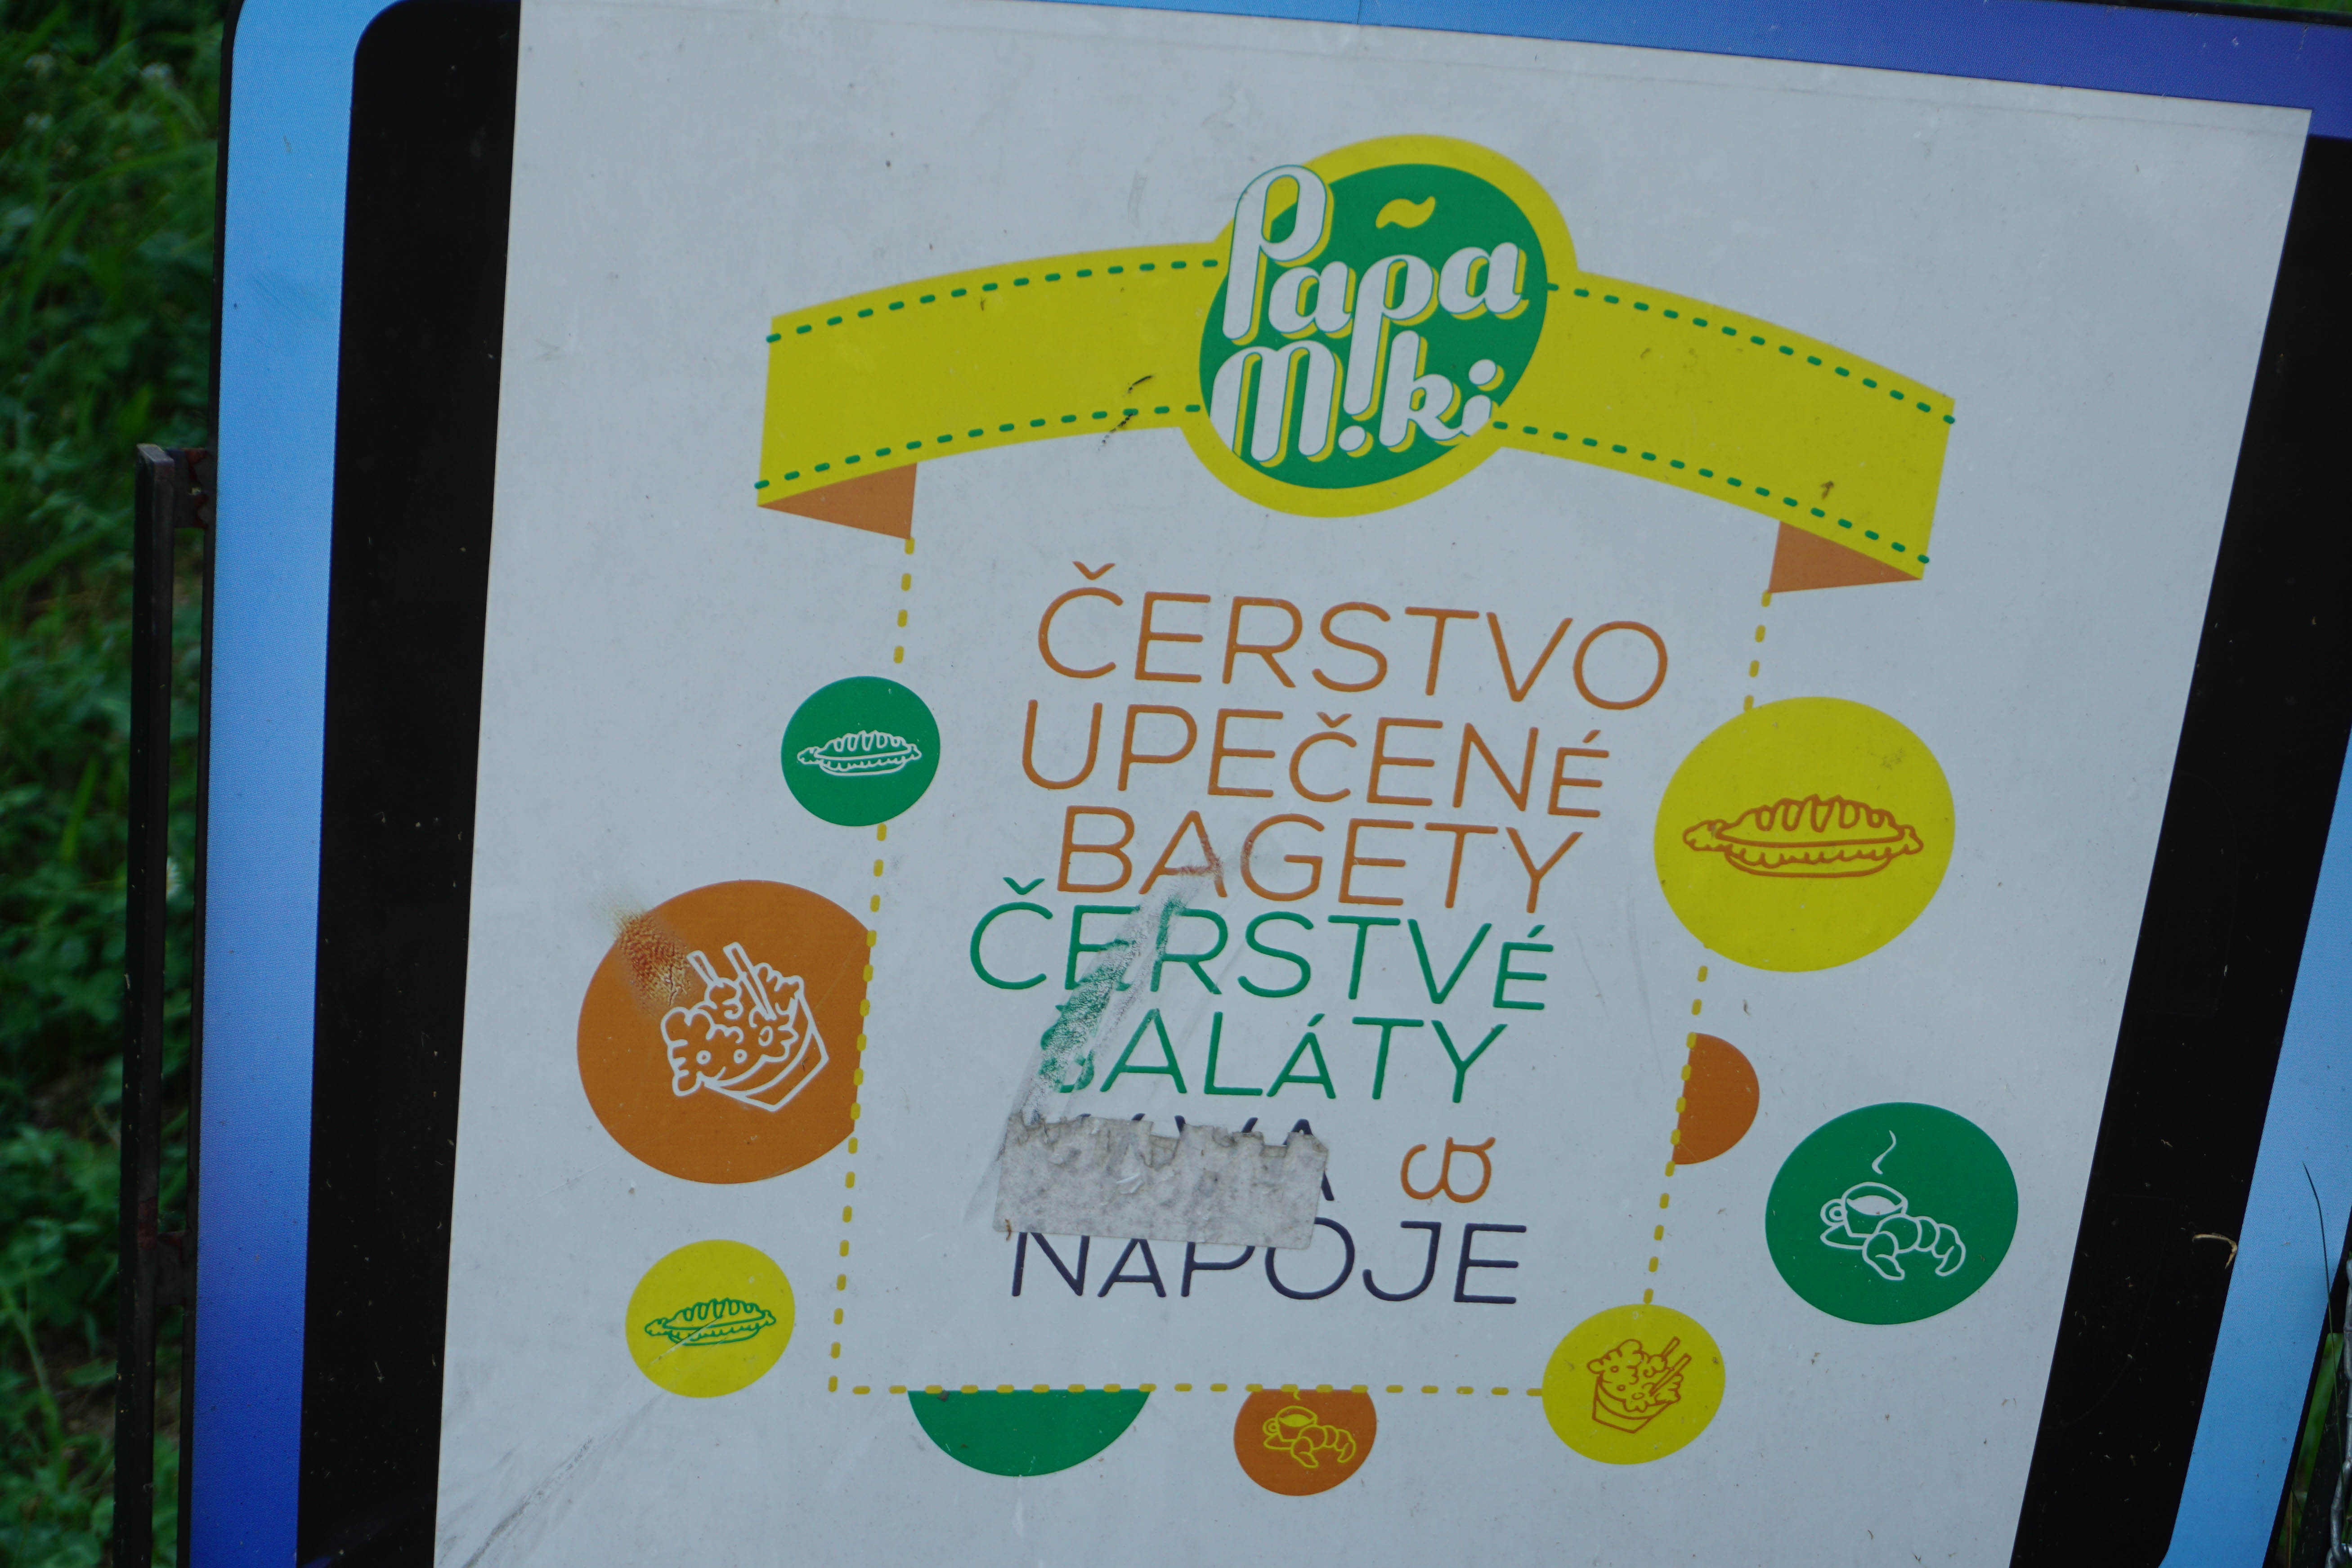 Papa
M!ki
ČERSTVO
UPEČENÉ
BAGETY
ČERSTVÉ
ŠALÁTY
&
NÁPOJE